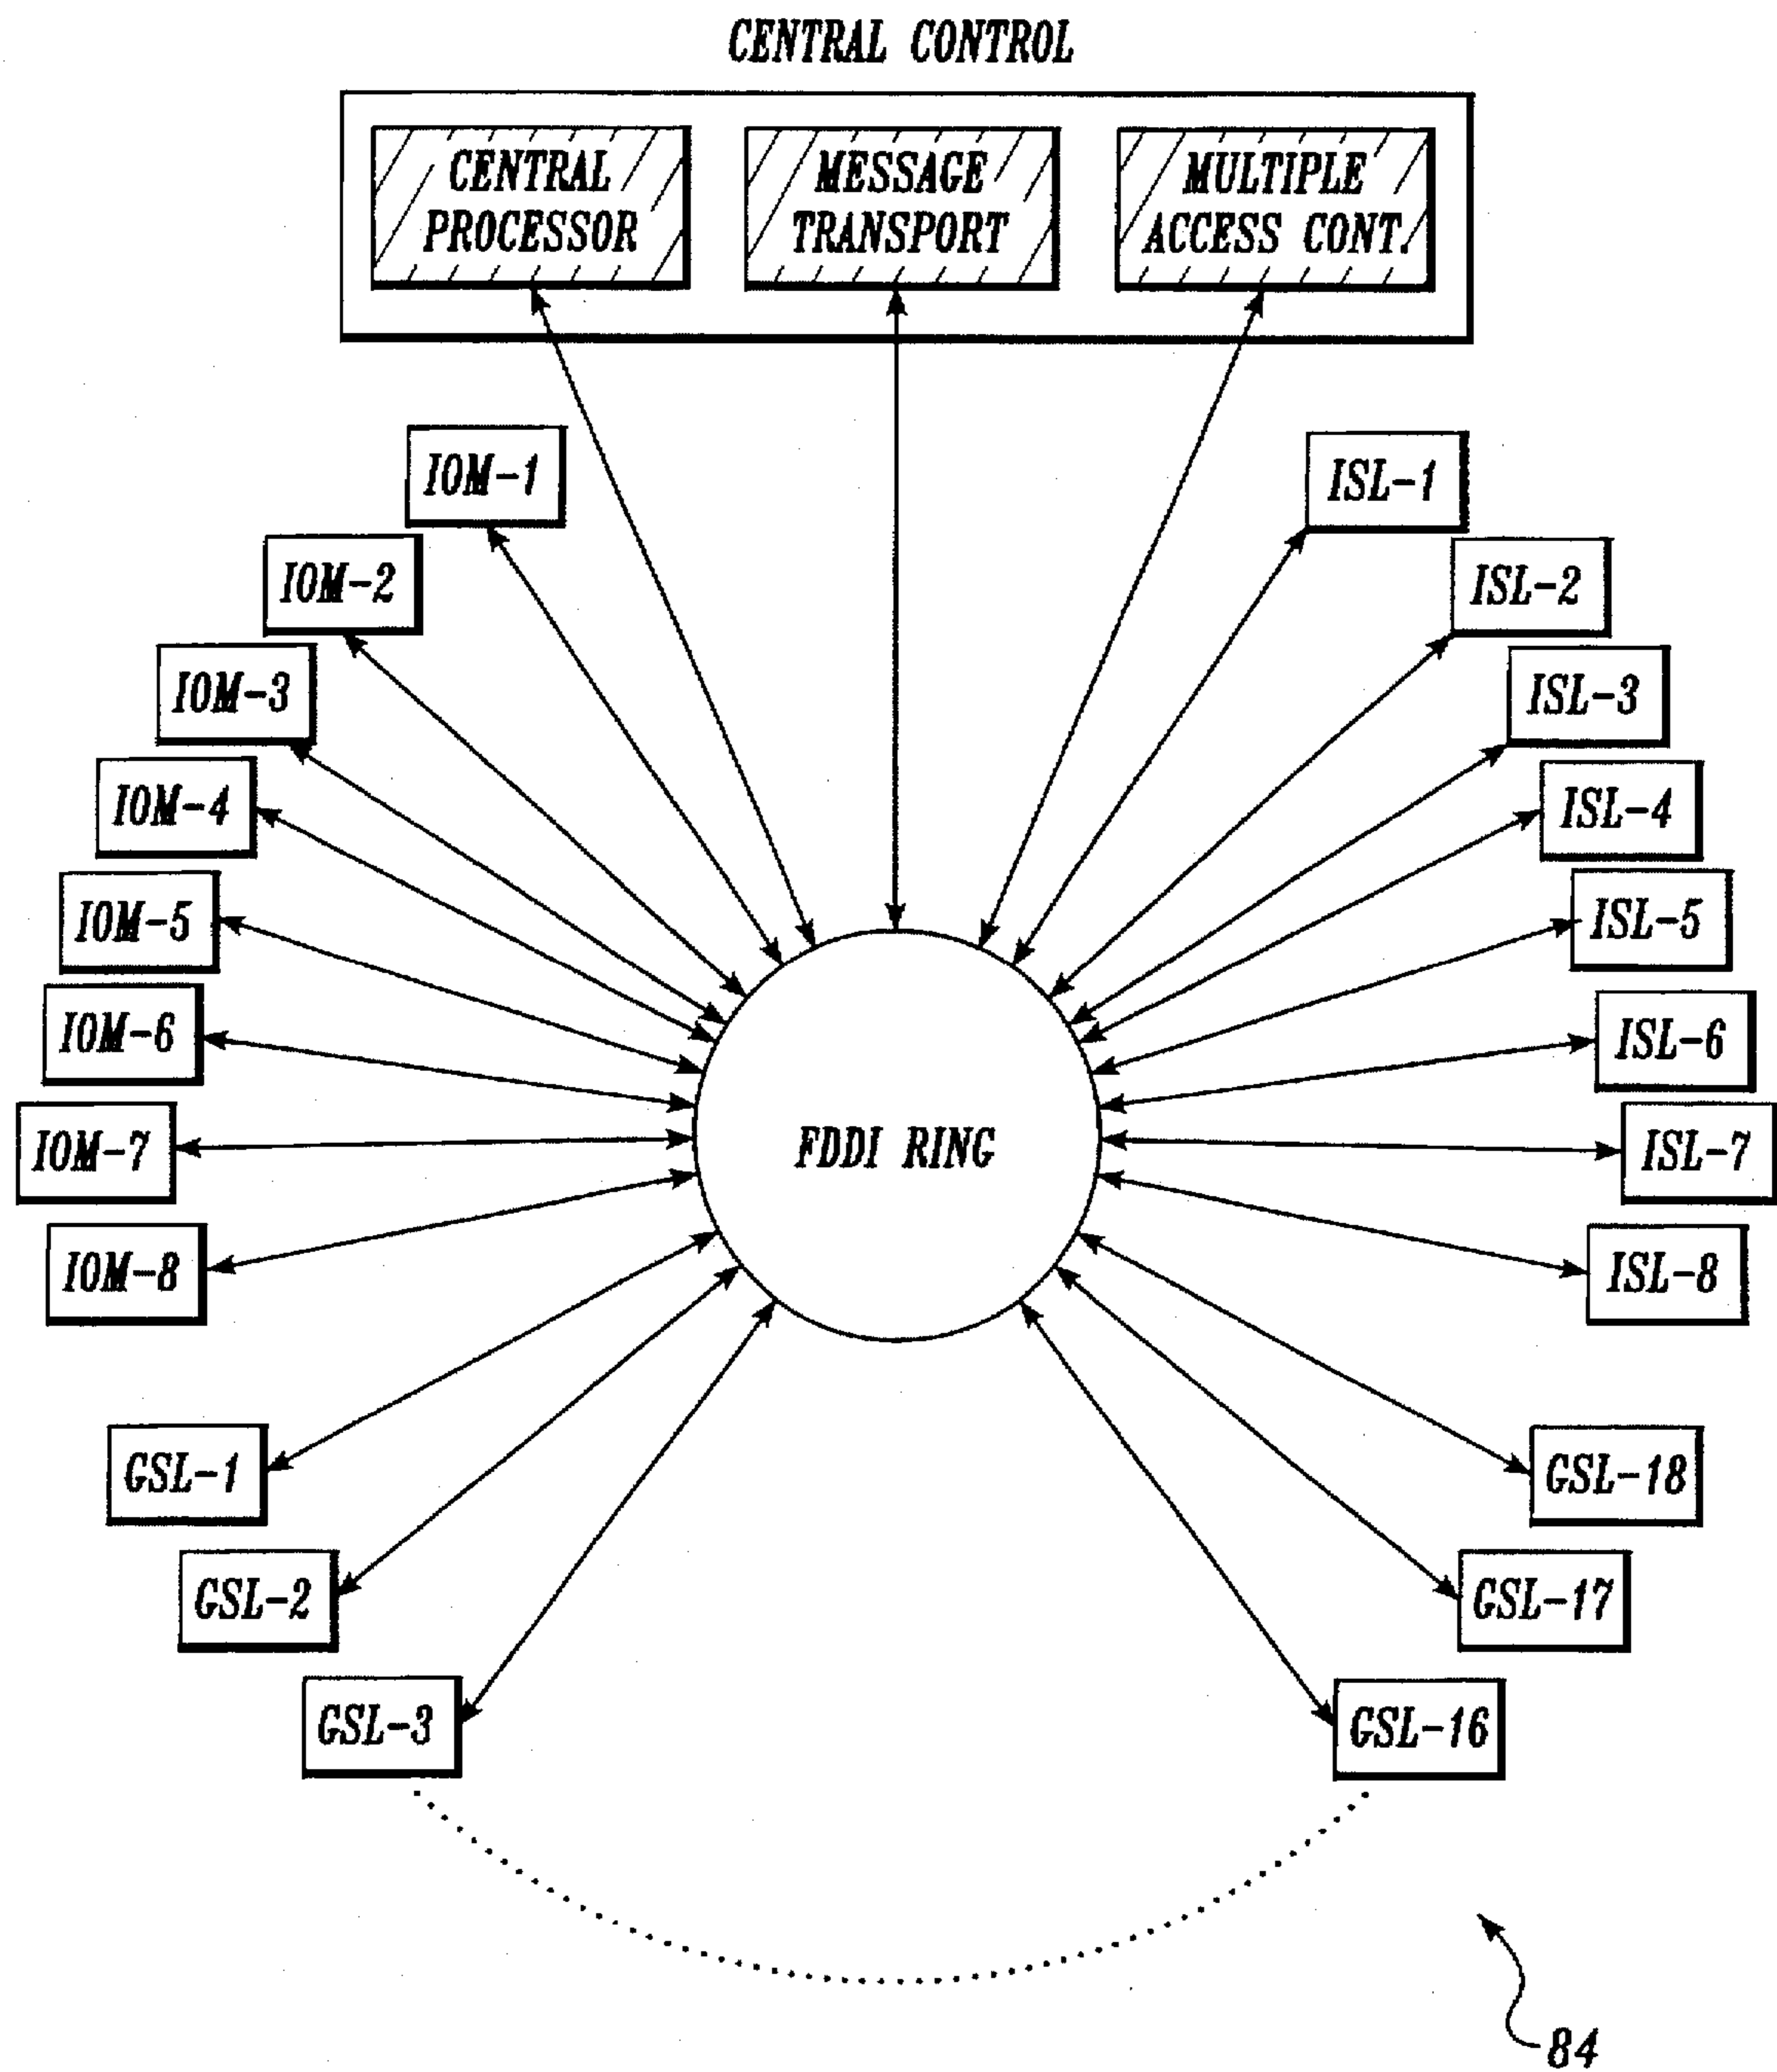 CENTRAL CONTROL
CENTRAL
PROCESSOR
MESSAGE
TRANSPORT
MULTIPLE
ACCESS CONT.
IOM-1
IOM-2
IOM-3
IOM-4
IOM-5
IOM-6
IOM-7
IOM-8
ISL-1
ISL-2
ISL-3
ISL-4
ISL-5
ISL-6
ISL-7
ISL-8
FDDI RING
GSL-1
GSL-2
GSL-3
GSL-18
GSL-17
GSL-16
84